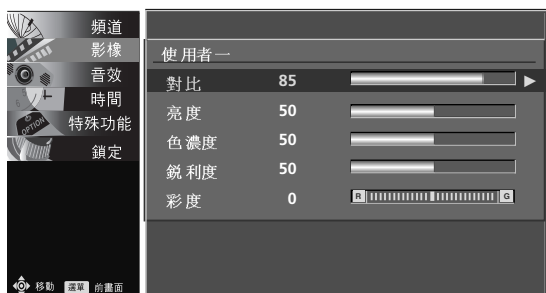 頻道
影像
音效
時間
特殊功能
OPTION
鎖定
使用者一
對比 85
亮度 50
色濃度 50
銳利度 50
彩度 0 R G
移動 選單 前畫面